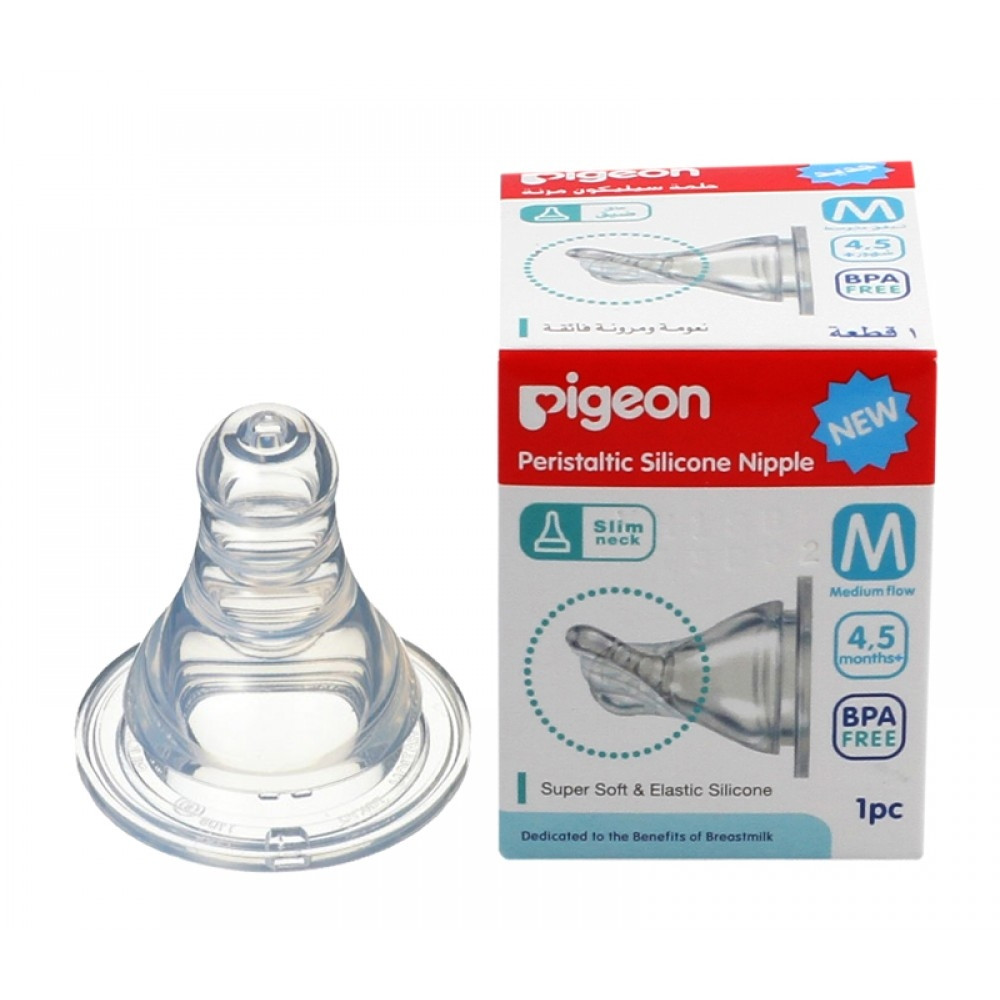 pigeon
جديد
حلمة سيليكون مرنة
ضيق
M
4,5
BPA
FREE
نعومة ومرونة فائقة
١ قطعة
pigeon
NEW
Peristaltic Silicone Nipple
Slim
neck
M
Medium flow
4,5
months+
BPA
FREE
Super Soft & Elastic Silicone
1pc
Dedicated to the Benefits of Breastmilk